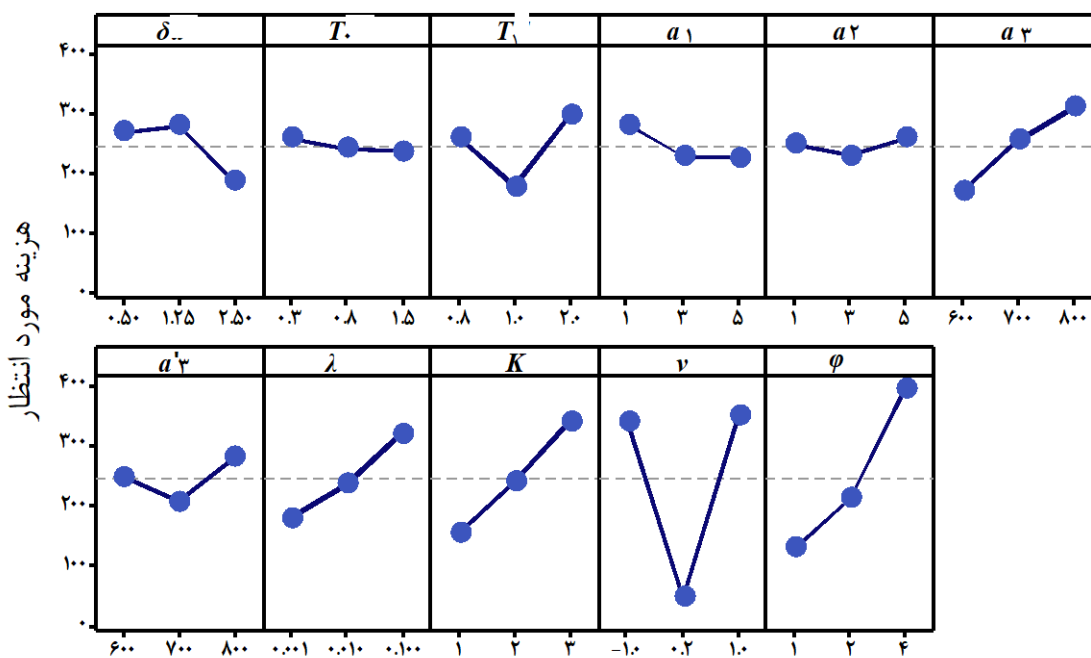 δ T۰ T۱ a۱ a۲ a۳
۴۰۰
۳۰۰
۲۰۰
۱۰۰
۰
۰.۵۰ ۱.۲۵ ۲.۵۰ ۰.۳ ۰.۸ ۱.۵ ۰.۸ ۱.۰ ۲.۰ ۱ ۳ ۵ ۱ ۳ ۵ ۶۰۰ ۷۰۰ ۸۰۰
هزینه مورد انتظار
a'۳ λ K ν φ
۴۰۰
۳۰۰
۲۰۰
۱۰۰
۰
۶۰۰ ۷۰۰ ۸۰۰ ۰.۰۰۱ ۰.۰۱۰ ۰.۱۰۰ ۱ ۲ ۳ −۱.۰ ۰.۲ ۱.۰ ۱ ۲ ۴